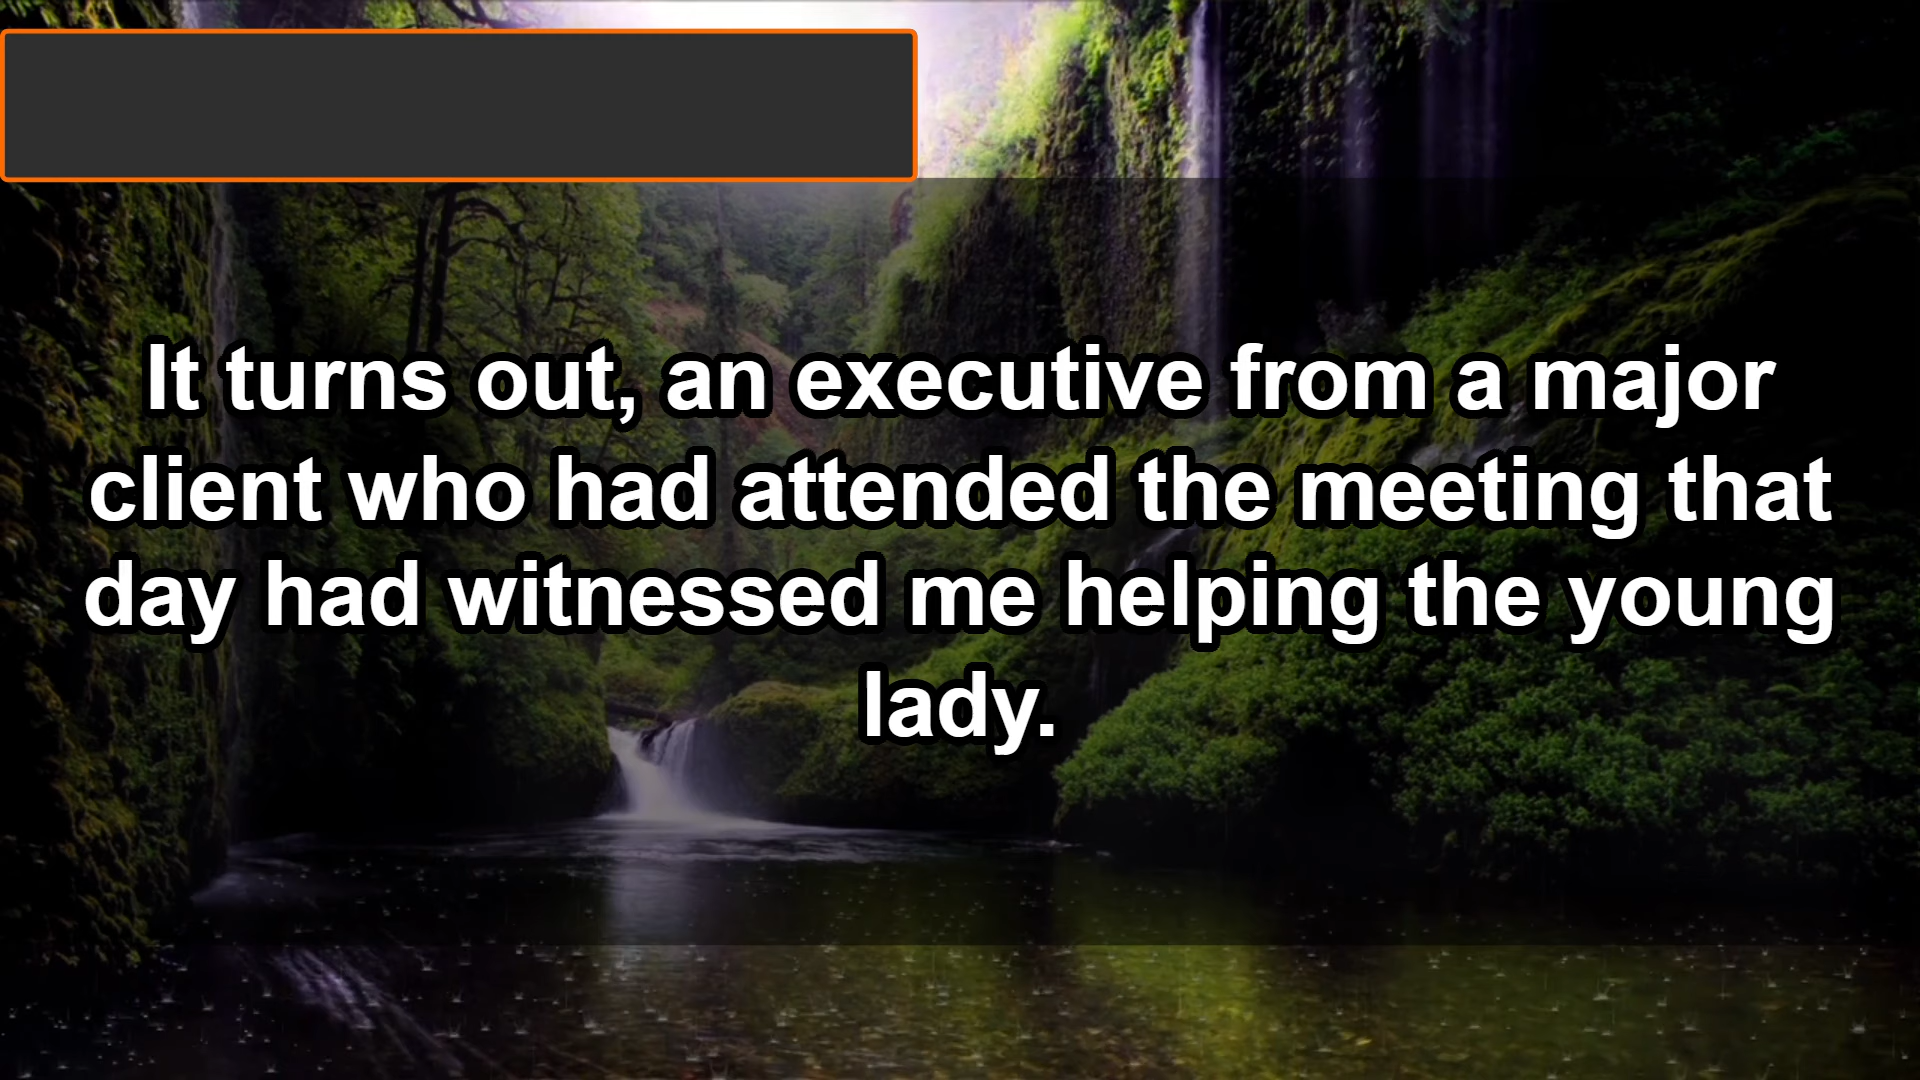 It turns out, an executive from a major
client who had attended the meeting that
day had witnessed me helping the young
lady.